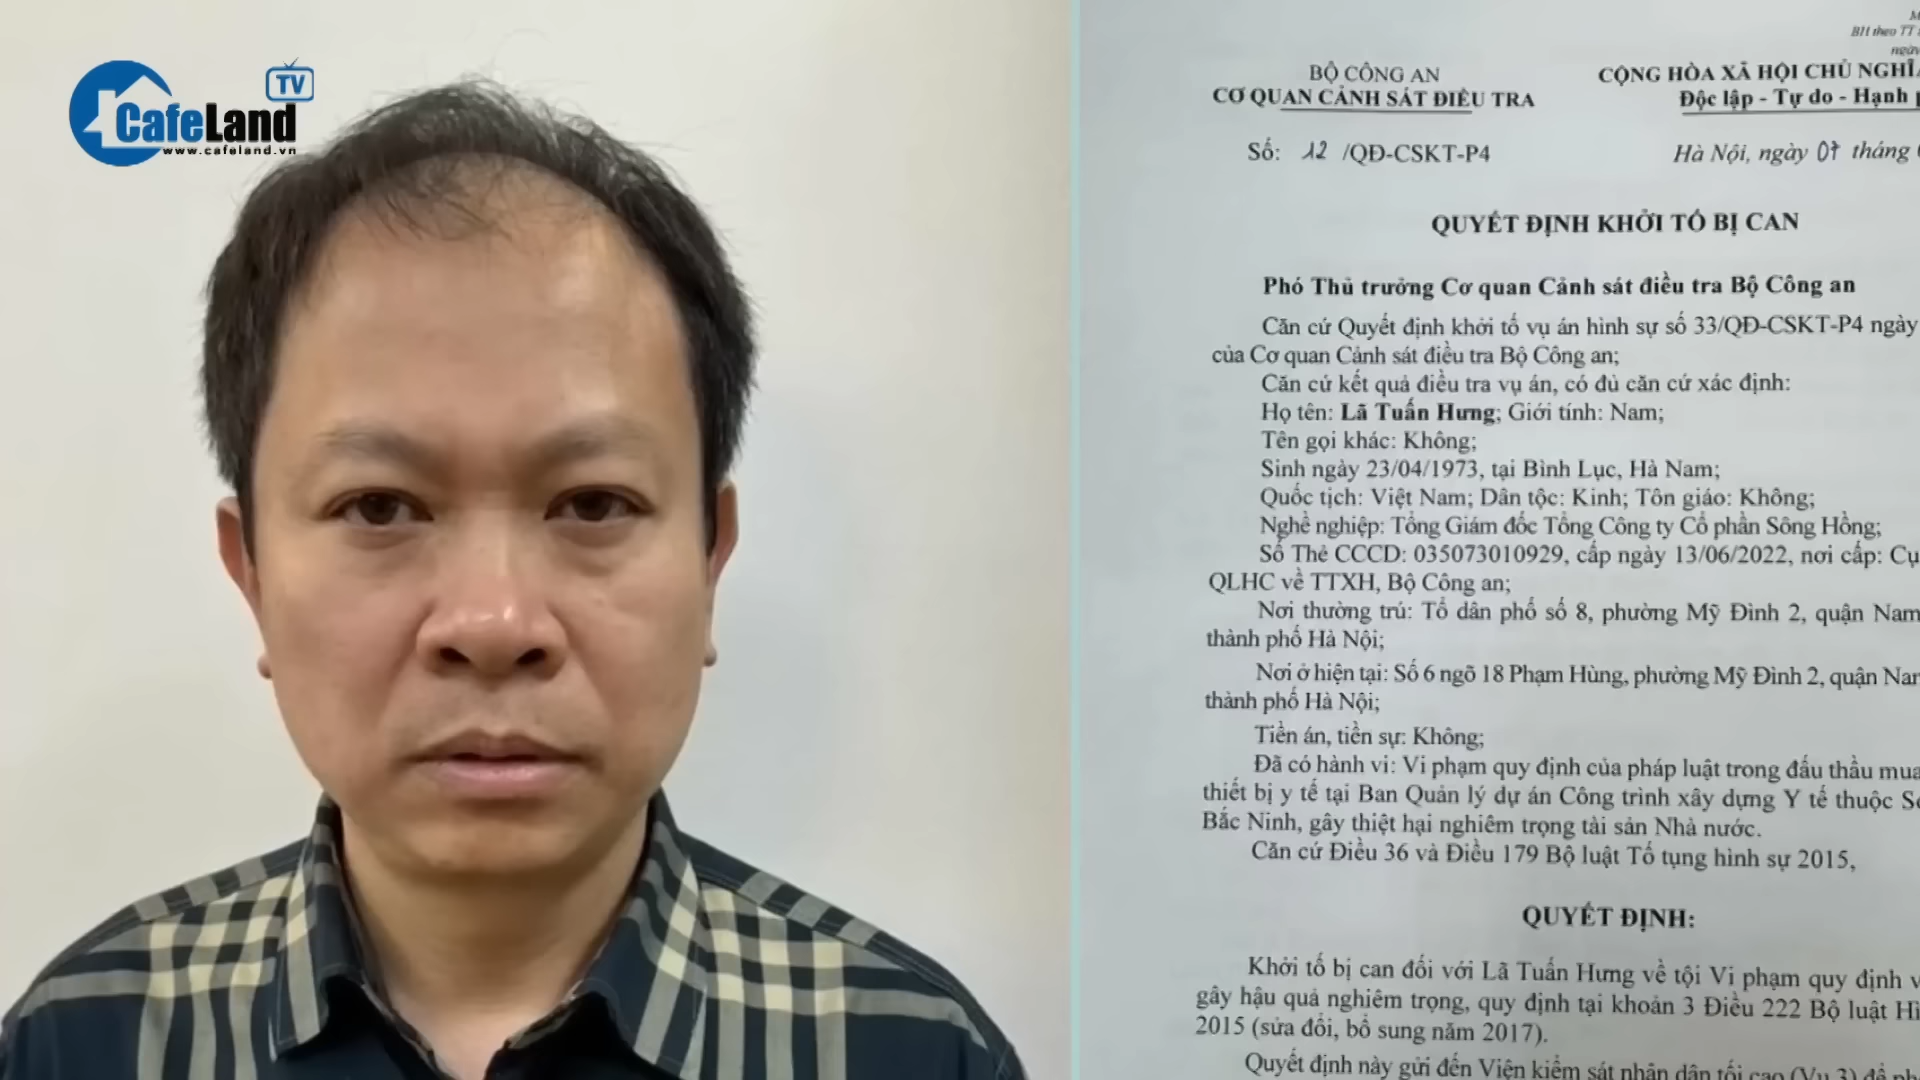 TV
CafeLand
www.cafeland.vn
BH theo TT
BỘ CÔNG AN
CƠ QUAN CẢNH SÁT ĐIỀU TRA
CỘNG HÒA XÃ HỘI CHỦ NGHĨA
Độc lập - Tự do - Hạnh
Số: 12 /QĐ-CSKT-P4
Hà Nội, ngày 07 tháng
QUYẾT ĐỊNH KHỞI TỐ BỊ CAN
Phó Thủ trưởng Cơ quan Cảnh sát điều tra Bộ Công an
Căn cứ Quyết định khởi tố vụ án hình sự số 33/QĐ-CSKT-P4 ngày
của Cơ quan Cảnh sát điều tra Bộ Công an;
Căn cứ kết quả điều tra vụ án, có đủ căn cứ xác định:
Họ tên: Lã Tuấn Hưng; Giới tính: Nam;
Tên gọi khác: Không;
Sinh ngày 23/04/1973, tại Bình Lục, Hà Nam;
Quốc tịch: Việt Nam; Dân tộc: Kinh; Tôn giáo: Không;
Nghề nghiệp: Tổng Giám đốc Tổng Công ty Cổ phần Sông Hồng;
Số Thẻ CCCD: 035073010929, cấp ngày 13/06/2022, nơi cấp:
QLHC về TTXH, Bộ Công an;
Nơi thường trú: Tổ dân phố số 8, phường Mỹ Đình 2, quận Nam
thành phố Hà Nội;
Nơi ở hiện tại: Số 6 ngõ 18 Phạm Hùng, phường Mỹ Đình 2, quận
thành phố Hà Nội;
Tiền án, tiền sự: Không;
Đã có hành vi: Vi phạm quy định của pháp luật trong đấu thầu mua
thiết bị y tế tại Ban Quản lý dự án Công trình xây dựng Y tế thuộc
Bắc Ninh, gây thiệt hại nghiêm trọng tài sản Nhà nước.
Căn cứ Điều 36 và Điều 179 Bộ luật Tố tụng hình sự 2015,
QUYẾT ĐỊNH:
Khởi tố bị can đối với Lã Tuấn Hưng về tội Vi phạm quy định
gây hậu quả nghiêm trọng, quy định tại khoản 3 Điều 222 Bộ luật
2015 (sửa đổi, bổ sung năm 2017).
Quyết định này gửi đến Viện kiểm sát nhân dân tối cao (Vụ 3) để